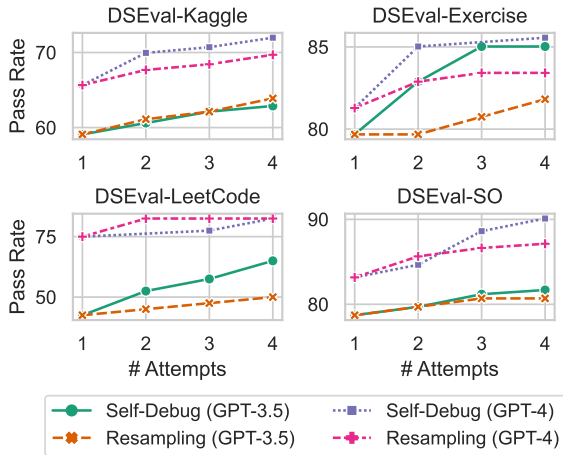 DSEval-Kaggle
DSEval-Exercise
Pass Rate
70
60
85
80
1 2 3 4
1 2 3 4
DSEval-LeetCode
DSEval-SO
Pass Rate
75
50
90
80
1 2 3 4
1 2 3 4
# Attempts
# Attempts
Self-Debug (GPT-3.5)
Self-Debug (GPT-4)
Resampling (GPT-3.5)
Resampling (GPT-4)